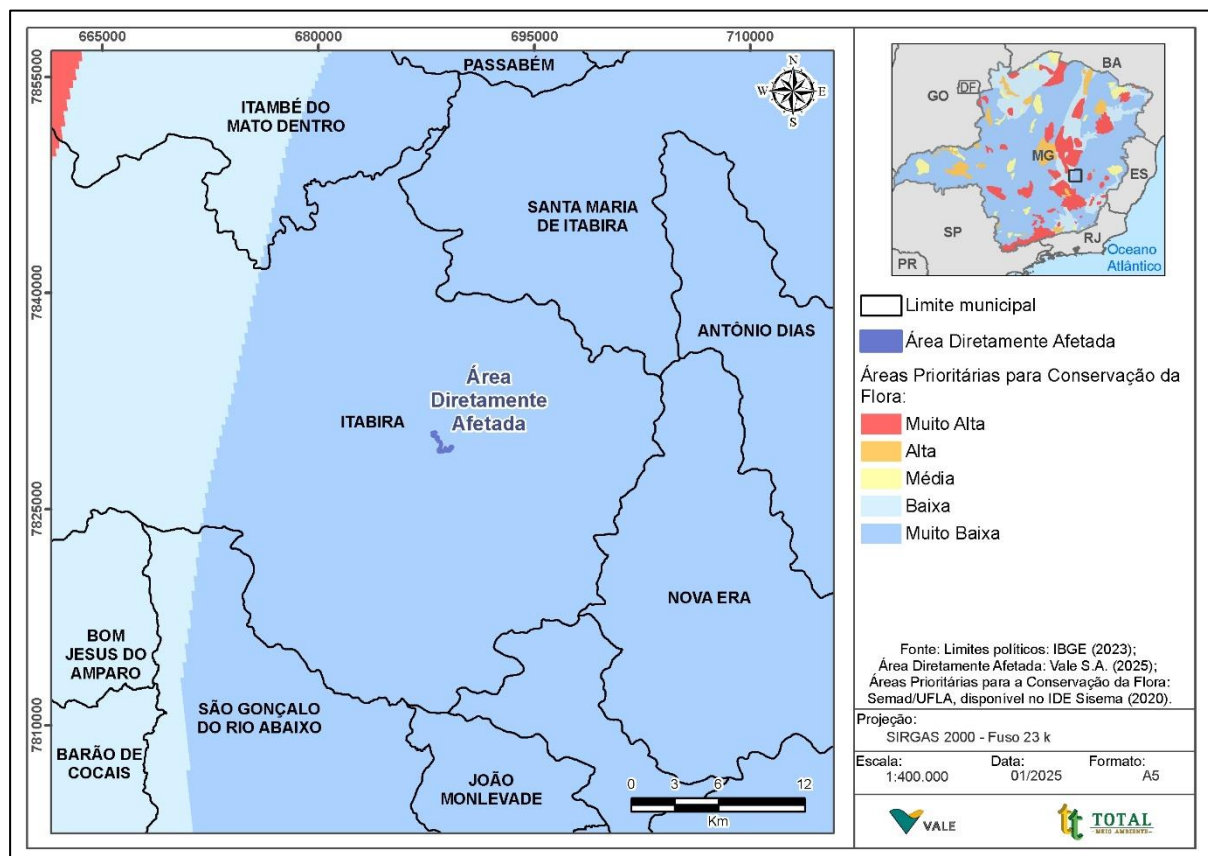 665000
680000
695000
710000
7855000
7840000
7825000
7810000
PASSABÉM
N
W
E
S
ITAMBÉ DO
MATO DENTRO
SANTA MARIA
DE ITABIRA
ANTÔNIO DIAS
Área
Diretamente
Afetada
ITABIRA
NOVA ERA
BOM
JESUS DO
AMPARO
SÃO GONÇALO
DO RIO ABAIXO
BARÃO DE
COCAIS
JOÃO
MONLEVADE
0 3 6 12
Km
BA
GO
DF
MG
ES
SP
RJ
PR
Oceano
Atlântico
Limite municipal
Área Diretamente Afetada
Áreas Prioritárias para Conservação da
Flora:
Muito Alta
Alta
Média
Baixa
Muito Baixa
Fonte: Limites políticos: IBGE (2023);
Área Diretamente Afetada: Vale S.A. (2025);
Áreas Prioritárias para a Conservação da Flora:
Semad/UFLA, disponível no IDE Sisema (2020).
Projeção:
SIRGAS 2000 - Fuso 23 k
Escala: Data: Formato:
1:400.000 01/2025 A5
VALE
tt TOTAL
MEIO AMBIENTE